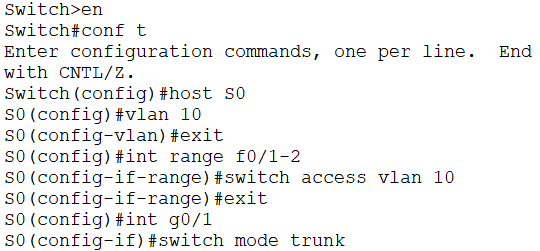 Switch>en
Switch#conf t
Enter configuration commands, one per line.  End
with CNTL/Z.
Switch(config)#host S0
S0(config)#vlan 10
S0(config-vlan)#exit
S0(config)#int range f0/1-2
S0(config-if-range)#switch access vlan 10
S0(config-if-range)#exit
S0(config)#int g0/1
S0(config-if)#switch mode trunk